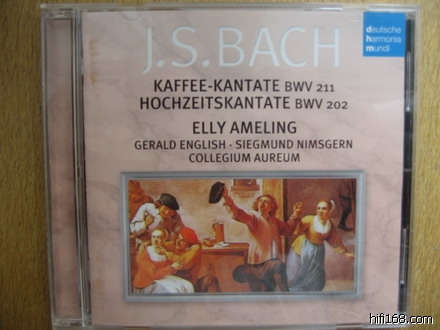 J.S.BACH
deutsche
harmonia
mundi
KAFFEE-KANTATE BWV 211
HOCHZEITSKANTATE BWV 202
ELLY AMELING
GERALD ENGLISH · SIEGMUND NIMSGERN
COLLEGIUM AUREUM
hifi168.com